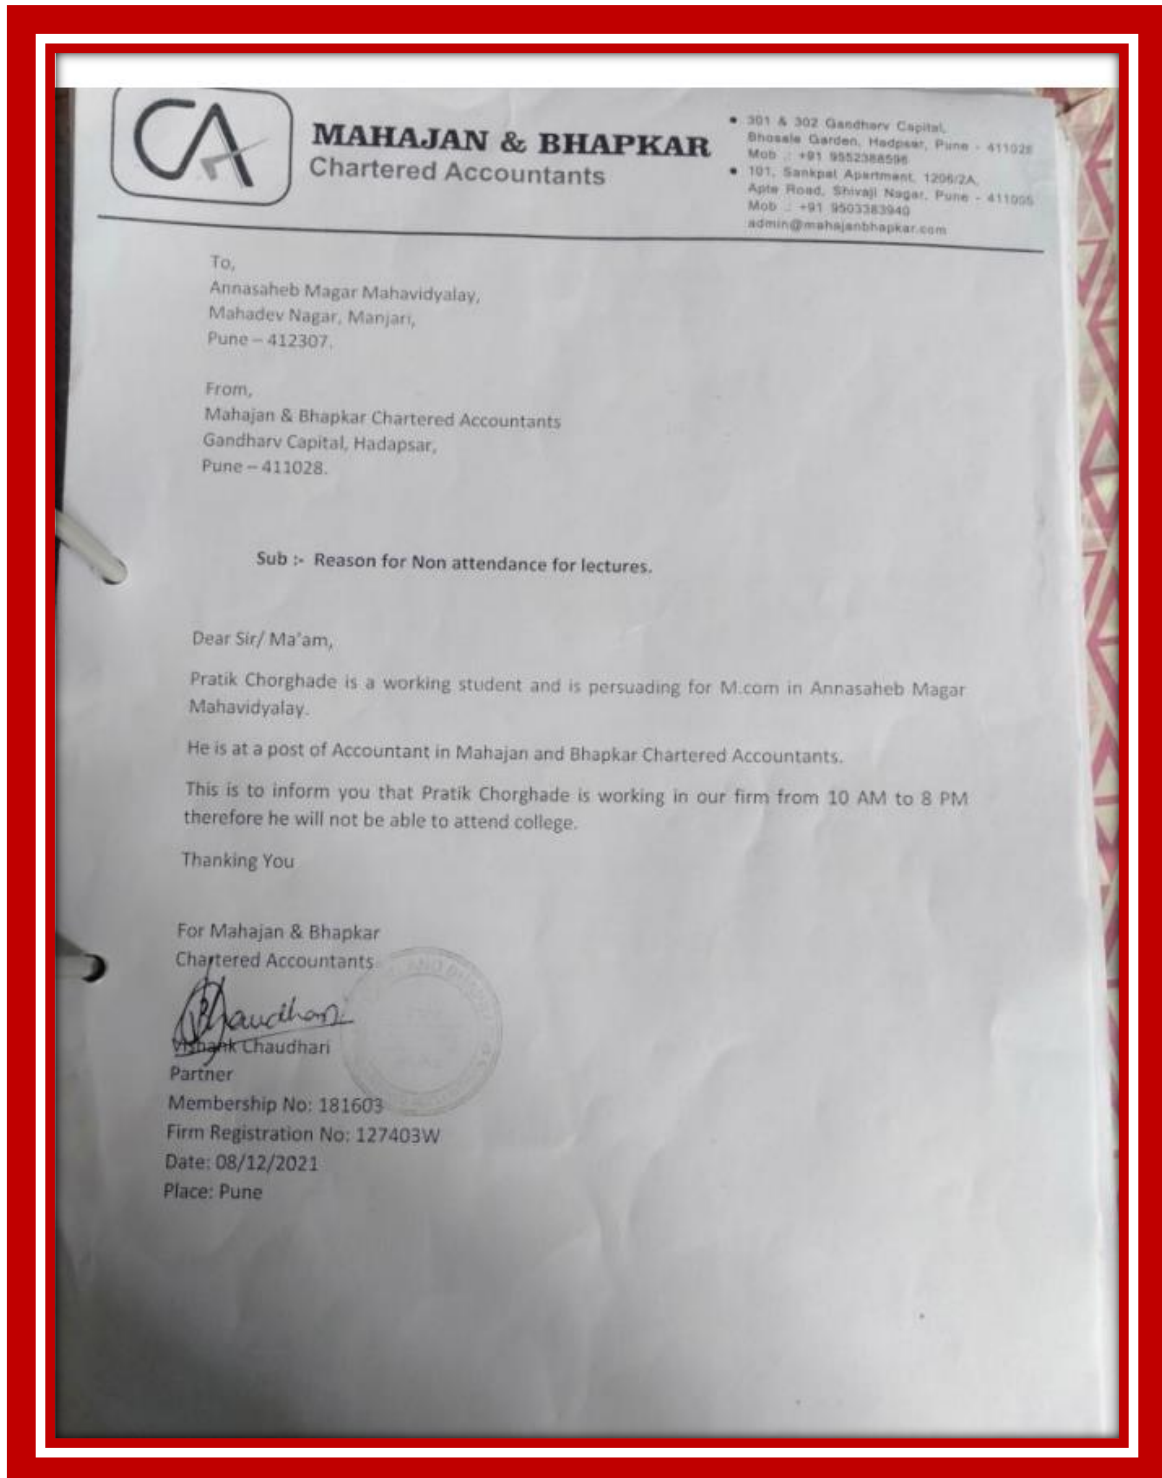 CA
MAHAJAN & BHAPKAR
Chartered Accountants
• 301 & 302 Gandharv Capital,
Bhosale Garden, Hadpsar, Pune - 411028
Mob .: +91 9552388596
• 101, Sankpal Apartment, 1206/2A,
Apte Road, Shivaji Nagar, Pune - 411005
Mob .: +91 9503383940
admin@mahajanbhapkar.com
To,
Annasaheb Magar Mahavidyalay,
Mahadev Nagar, Manjari,
Pune – 412307.
From,
Mahajan & Bhapkar Chartered Accountants
Gandharv Capital, Hadapsar,
Pune – 411028.
Sub :- Reason for Non attendance for lectures.
Dear Sir/ Ma'am,
Pratik Chorghade is a working student and is persuading for M.com in Annasaheb Magar
Mahavidyalay.
He is at a post of Accountant in Mahajan and Bhapkar Chartered Accountants.
This is to inform you that Pratik Chorghade is working in our firm from 10 AM to 8 PM
therefore he will not be able to attend college.
Thanking You
For Mahajan & Bhapkar
Chartered Accountants
Vishank Chaudhari
Partner
Membership No: 181603
Firm Registration No: 127403W
Date: 08/12/2021
Place: Pune